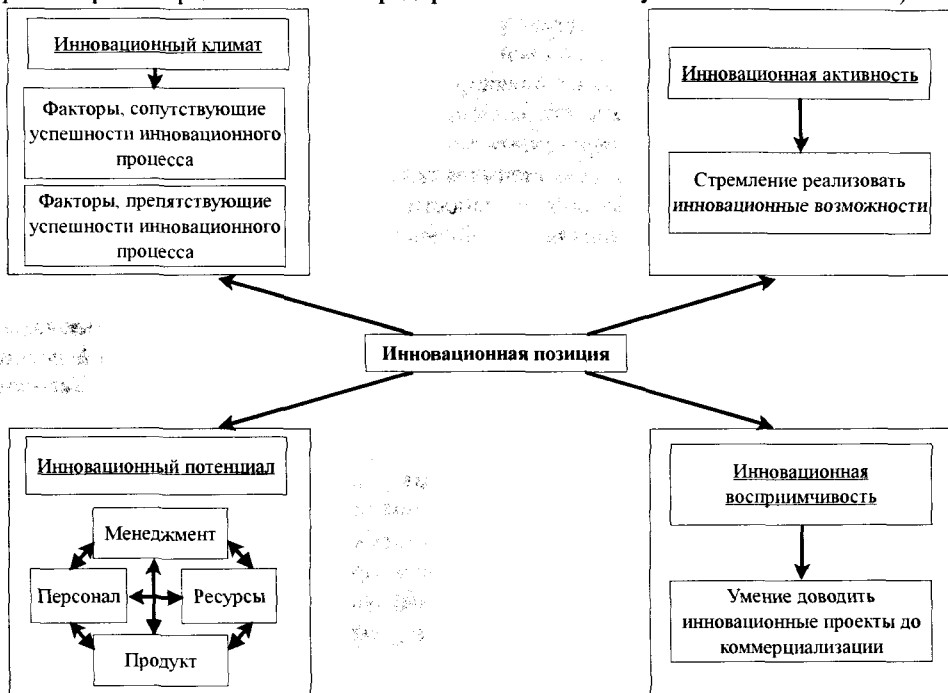 Инновационный климат
Факторы, сопутствующие
успешности инновационного
процесса
Факторы, препятствующие
успешности инновационного
процесса
Инновационная активность
Стремление реализовать
инновационные возможности
Инновационная позиция
Инновационный потенциал
Менеджмент
Персонал
Ресурсы
Продукт
Инновационная
восприимчивость
Умение доводить
инновационные проекты до
коммерциализации